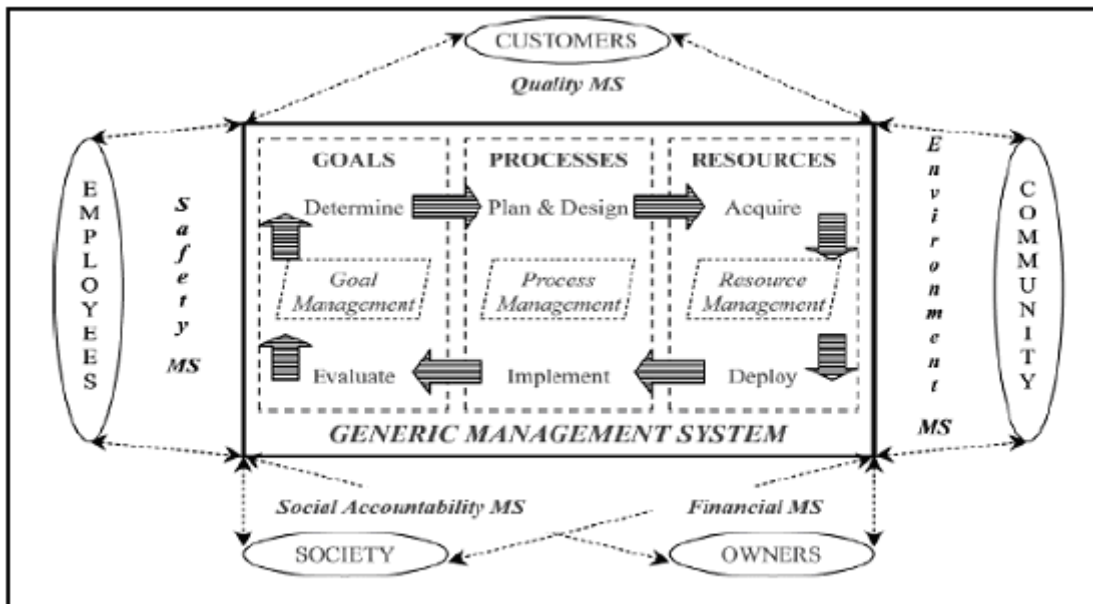 CUSTOMERS
Quality MS
EMPLOYEES
Safety MS
GOALS
PROCESSES
RESOURCES
Determine
Plan & Design
Acquire
Goal
Management
Process
Management
Resource
Management
Evaluate
Implement
Deploy
GENERIC MANAGEMENT SYSTEM
Environment MS
COMMUNITY
Social Accountability MS
Financial MS
SOCIETY
OWNERS